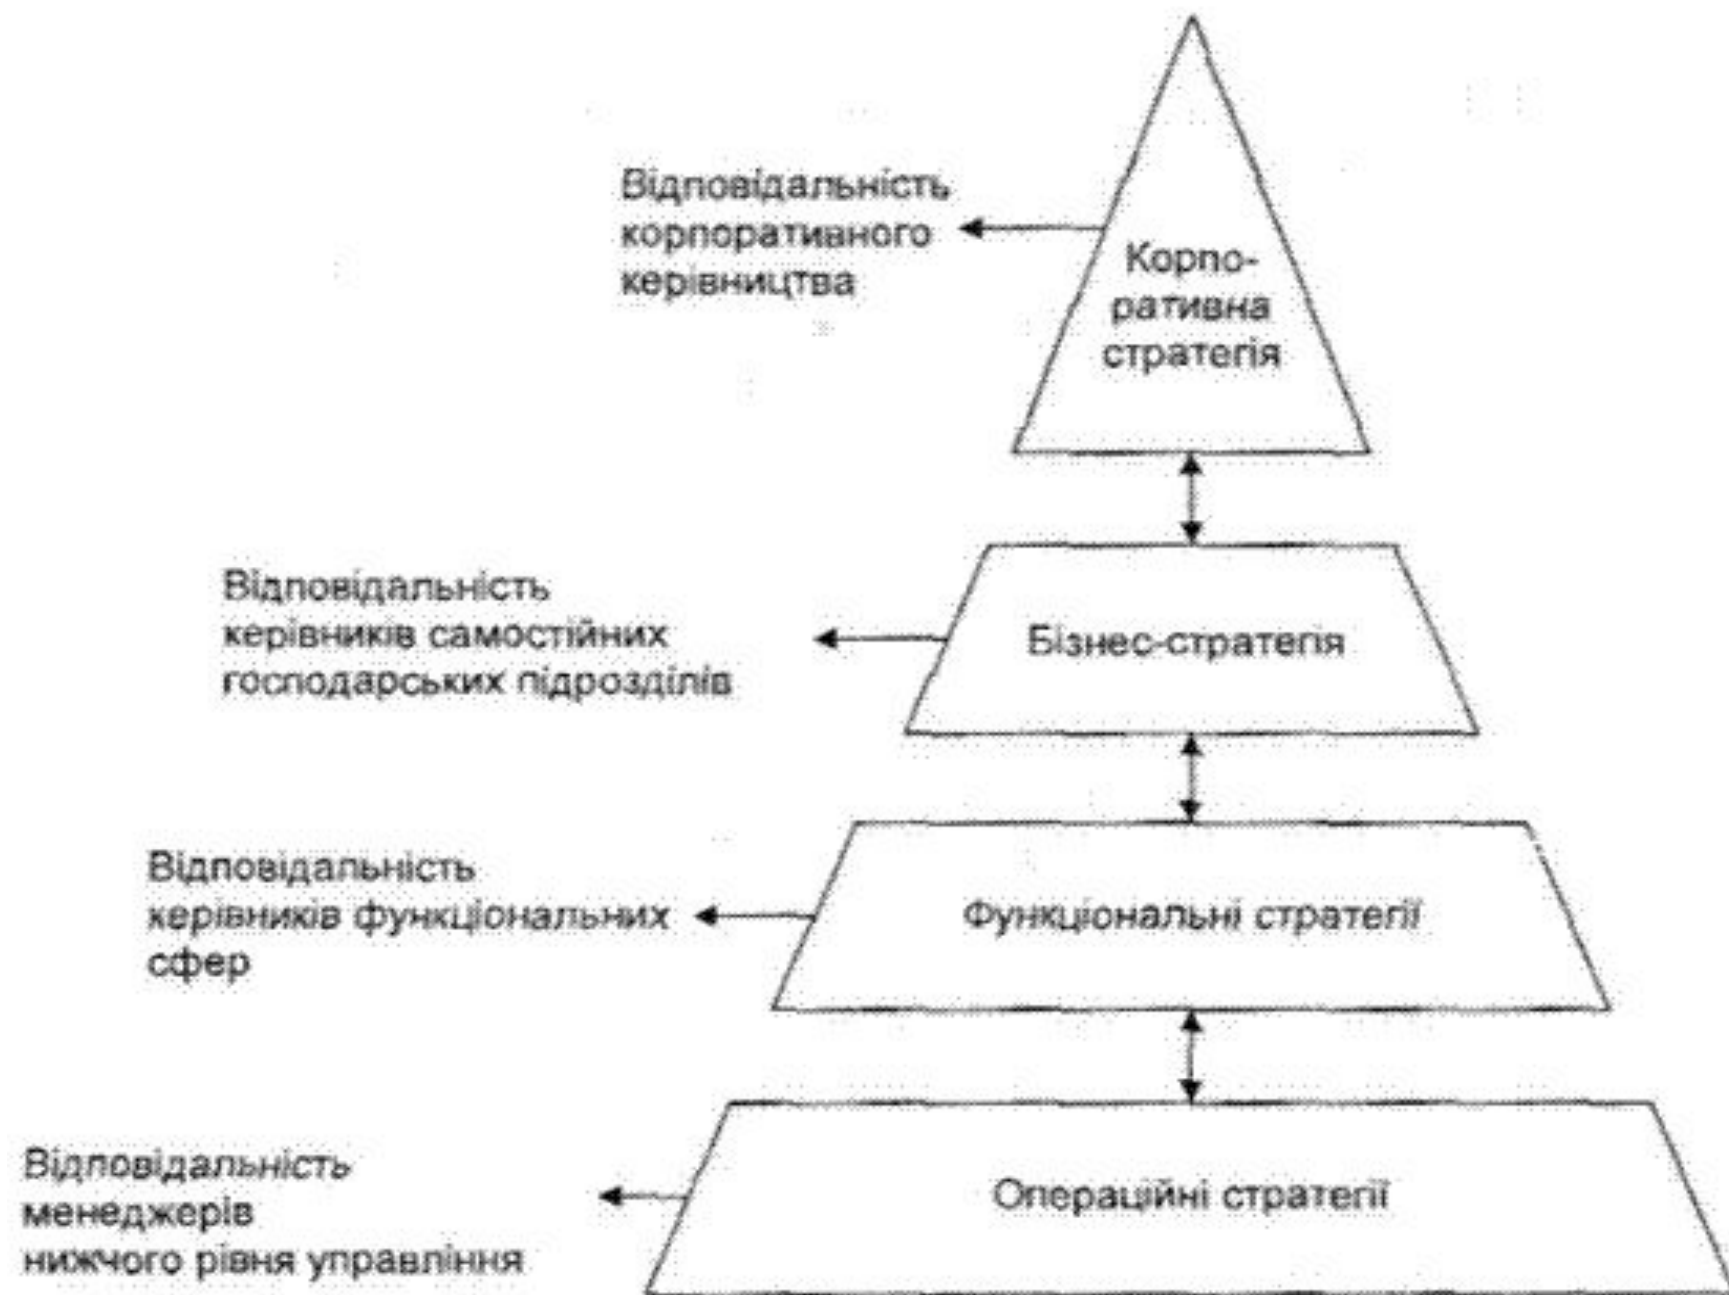 Відповідальність
корпоративного
керівництва
Корпо-
ративна
стратегія
Відповідальність
керівників самостійних
господарських підрозділів
Бізнес-стратегія
Відповідальність
керівників функціональних
сфер
Функціональні стратегії
Відповідальність
менеджерів
нижчого рівня управління
Операційні стратегії